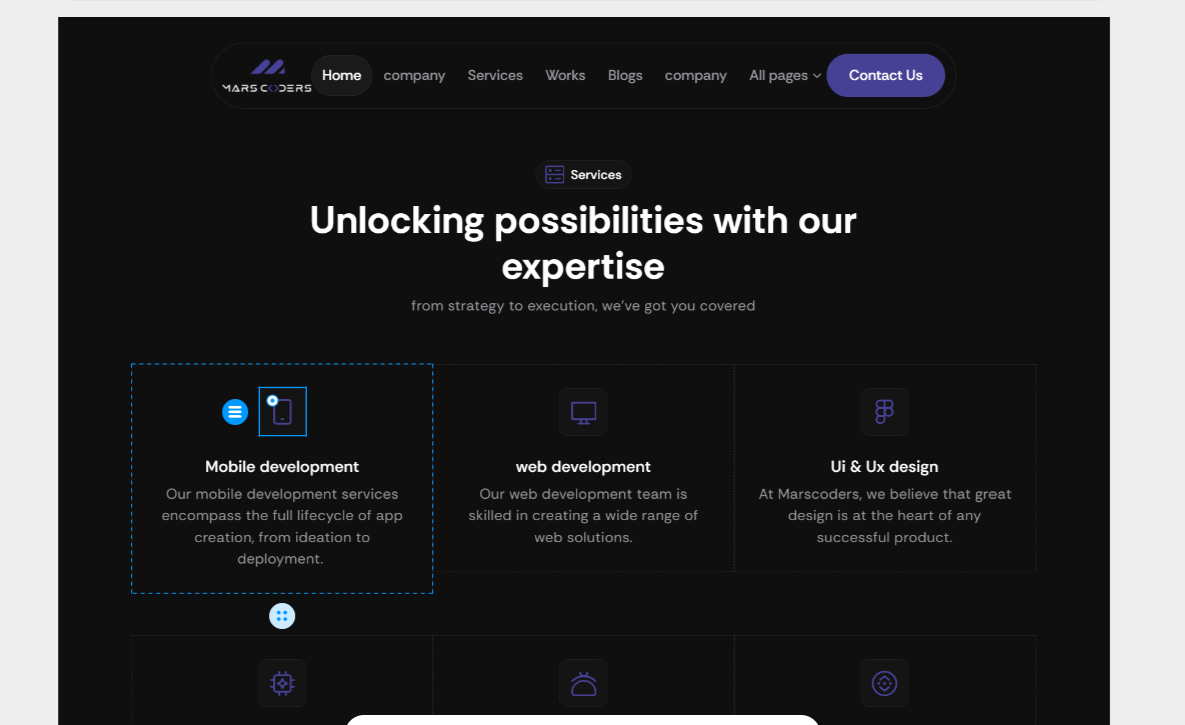 MARS CODERS
Home company Services Works Blogs company All pages Contact Us
Services
Unlocking possibilities with our
expertise
from strategy to execution, we've got you covered
Mobile development
Our mobile development services
encompass the full lifecycle of app
creation, from ideation to
deployment.
web development
Our web development team is
skilled in creating a wide range of
web solutions.
Ui & Ux design
At Marscoders, we believe that great
design is at the heart of any
successful product.